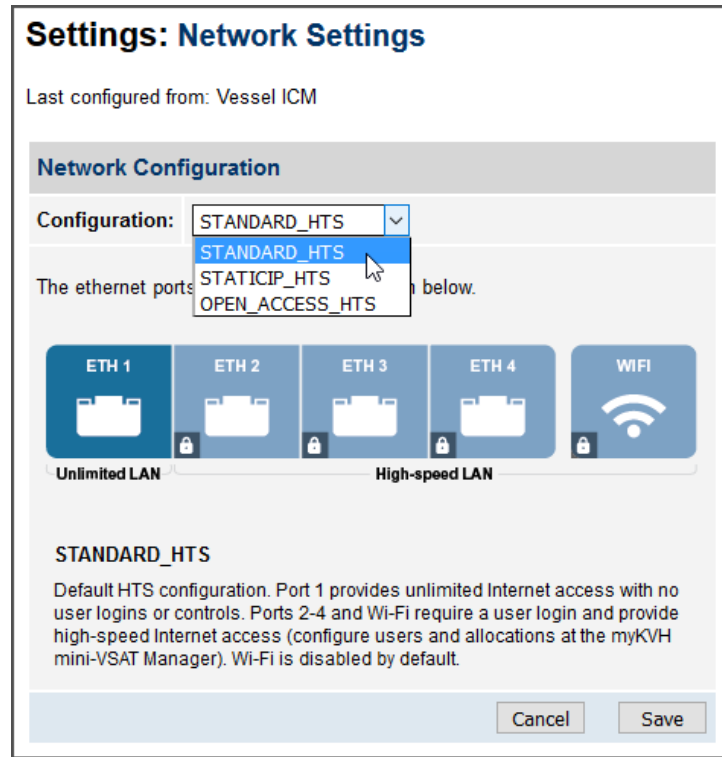 Settings: Network Settings
Last configured from: Vessel ICM
Network Configuration
Configuration: STANDARD_HTS
STANDARD_HTS
STATICIP_HTS
OPEN_ACCESS_HTS
The ethernet ports below.
ETH 1 ETH 2 ETH 3 ETH 4 WIFI
Unlimited LAN High-speed LAN
STANDARD_HTS
Default HTS configuration. Port 1 provides unlimited Internet access with no
user logins or controls. Ports 2-4 and Wi-Fi require a user login and provide
high-speed Internet access (configure users and allocations at the myKVH
mini-VSAT Manager). Wi-Fi is disabled by default.
Cancel Save